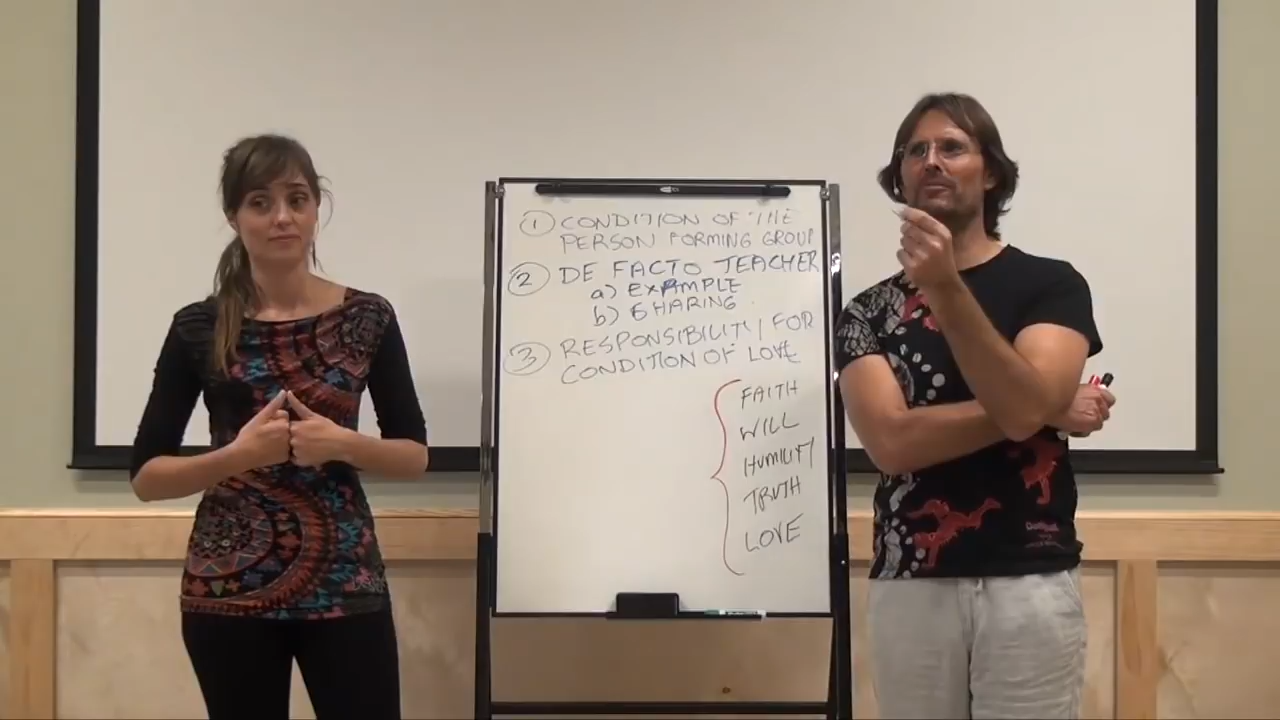 ① CONDITION OF THE
PERSON FORMING GROUP
② DE FACTO TEACHER
a) EXAMPLE
b) SHARING
③ RESPONSIBILITY FOR
CONDITION OF LOVE
FAITH
WILL
HUMILITY
TRUTH
LOVE